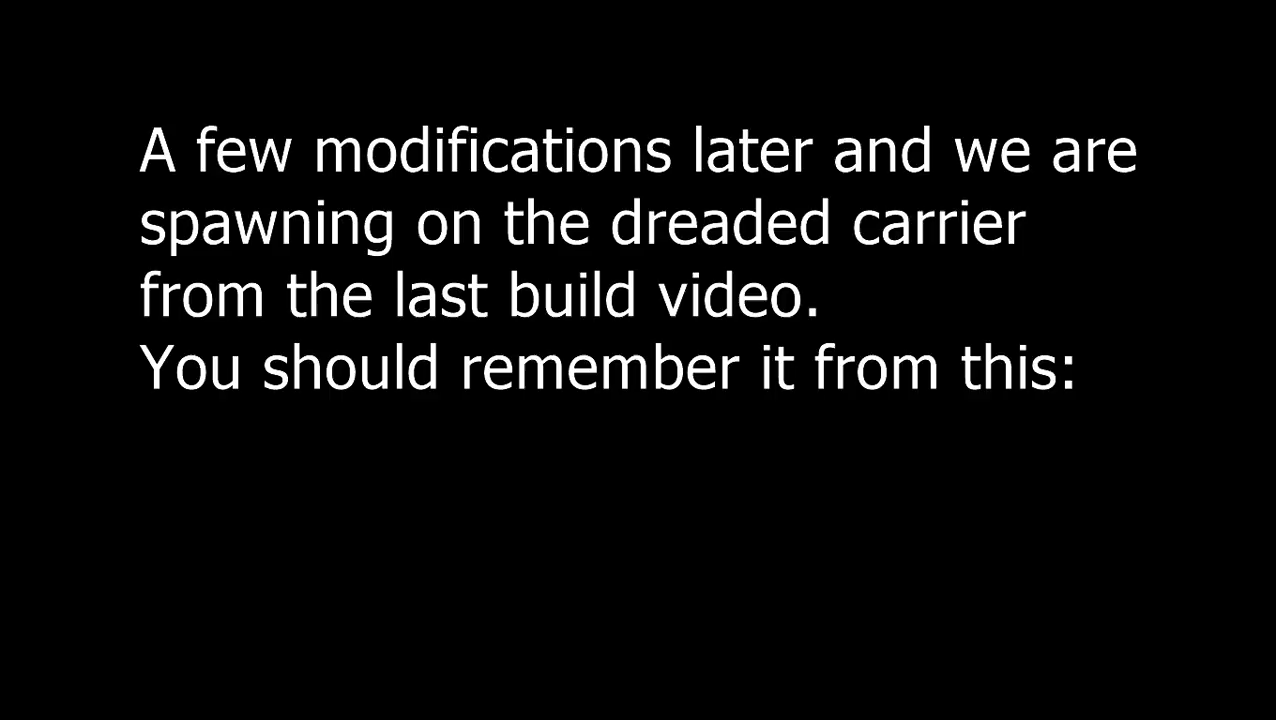 A few modifications later and we are
spawning on the dreaded carrier
from the last build video.
You should remember it from this: